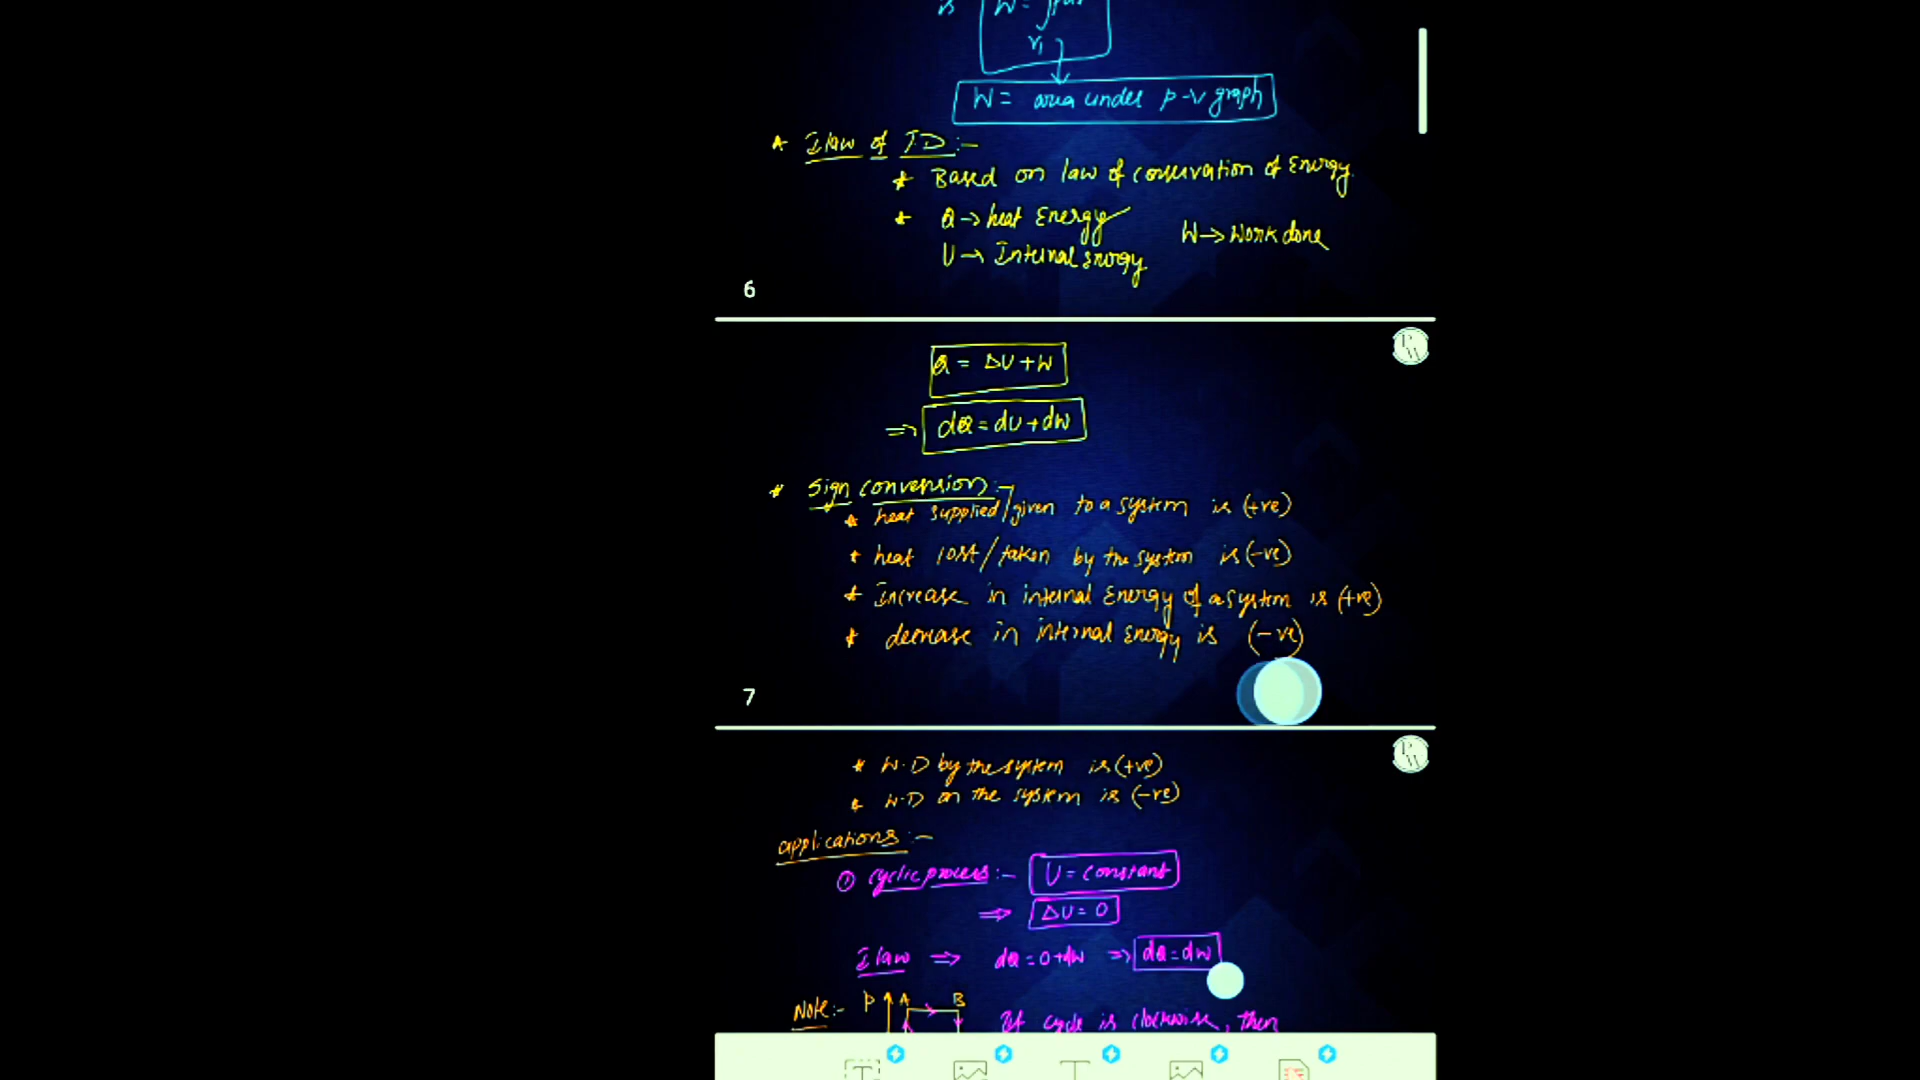 is W = ∫pdv
V₁
W = area under P-V graph
* I law of T.D :-
* Based on law of conservation of Energy.
* Q → heat Energy
W → Work done
U → Internal energy
6
Q = ΔU + W
⇒ dQ = dU + dW
* Sign convension :-
* heat supplied/given to a system is (+ve)
* heat lost/taken by the system is (-ve)
* Increase in internal Energy of a system is (+ve)
* decrease in internal Energy is (-ve)
7
* W.D by the system is (+ve)
* W.D on the system is (-ve)
applications :-
① cyclic process :- U = constant
⇒ ΔU = 0
I law ⇒ dQ = 0 + dW ⇒ dQ = dW
Note :- P A B
If cycle is clockwise, then